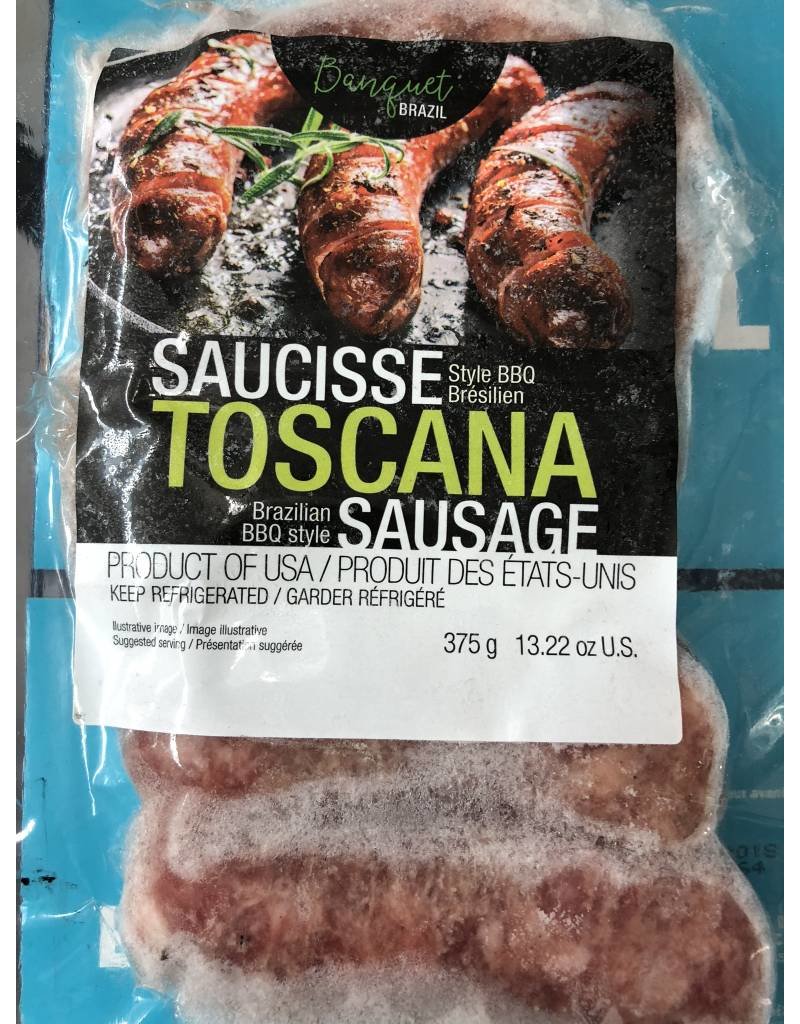 Banquet
BRAZIL
SAUCISSE Style BBQ
Brésilien
TOSCANA
Brazilian
BBQ style SAUSAGE
PRODUCT OF USA / PRODUIT DES ÉTATS-UNIS
KEEP REFRIGERATED / GARDER RÉFRIGÉRÉ
Illustrative image / Image illustrative
Suggested serving / Présentation suggérée
375 g 13.22 oz U.S.